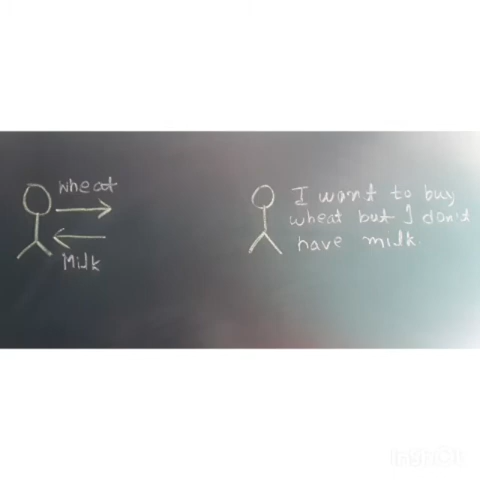 wheat
Milk
I want to buy
wheat but I don't
have milk.